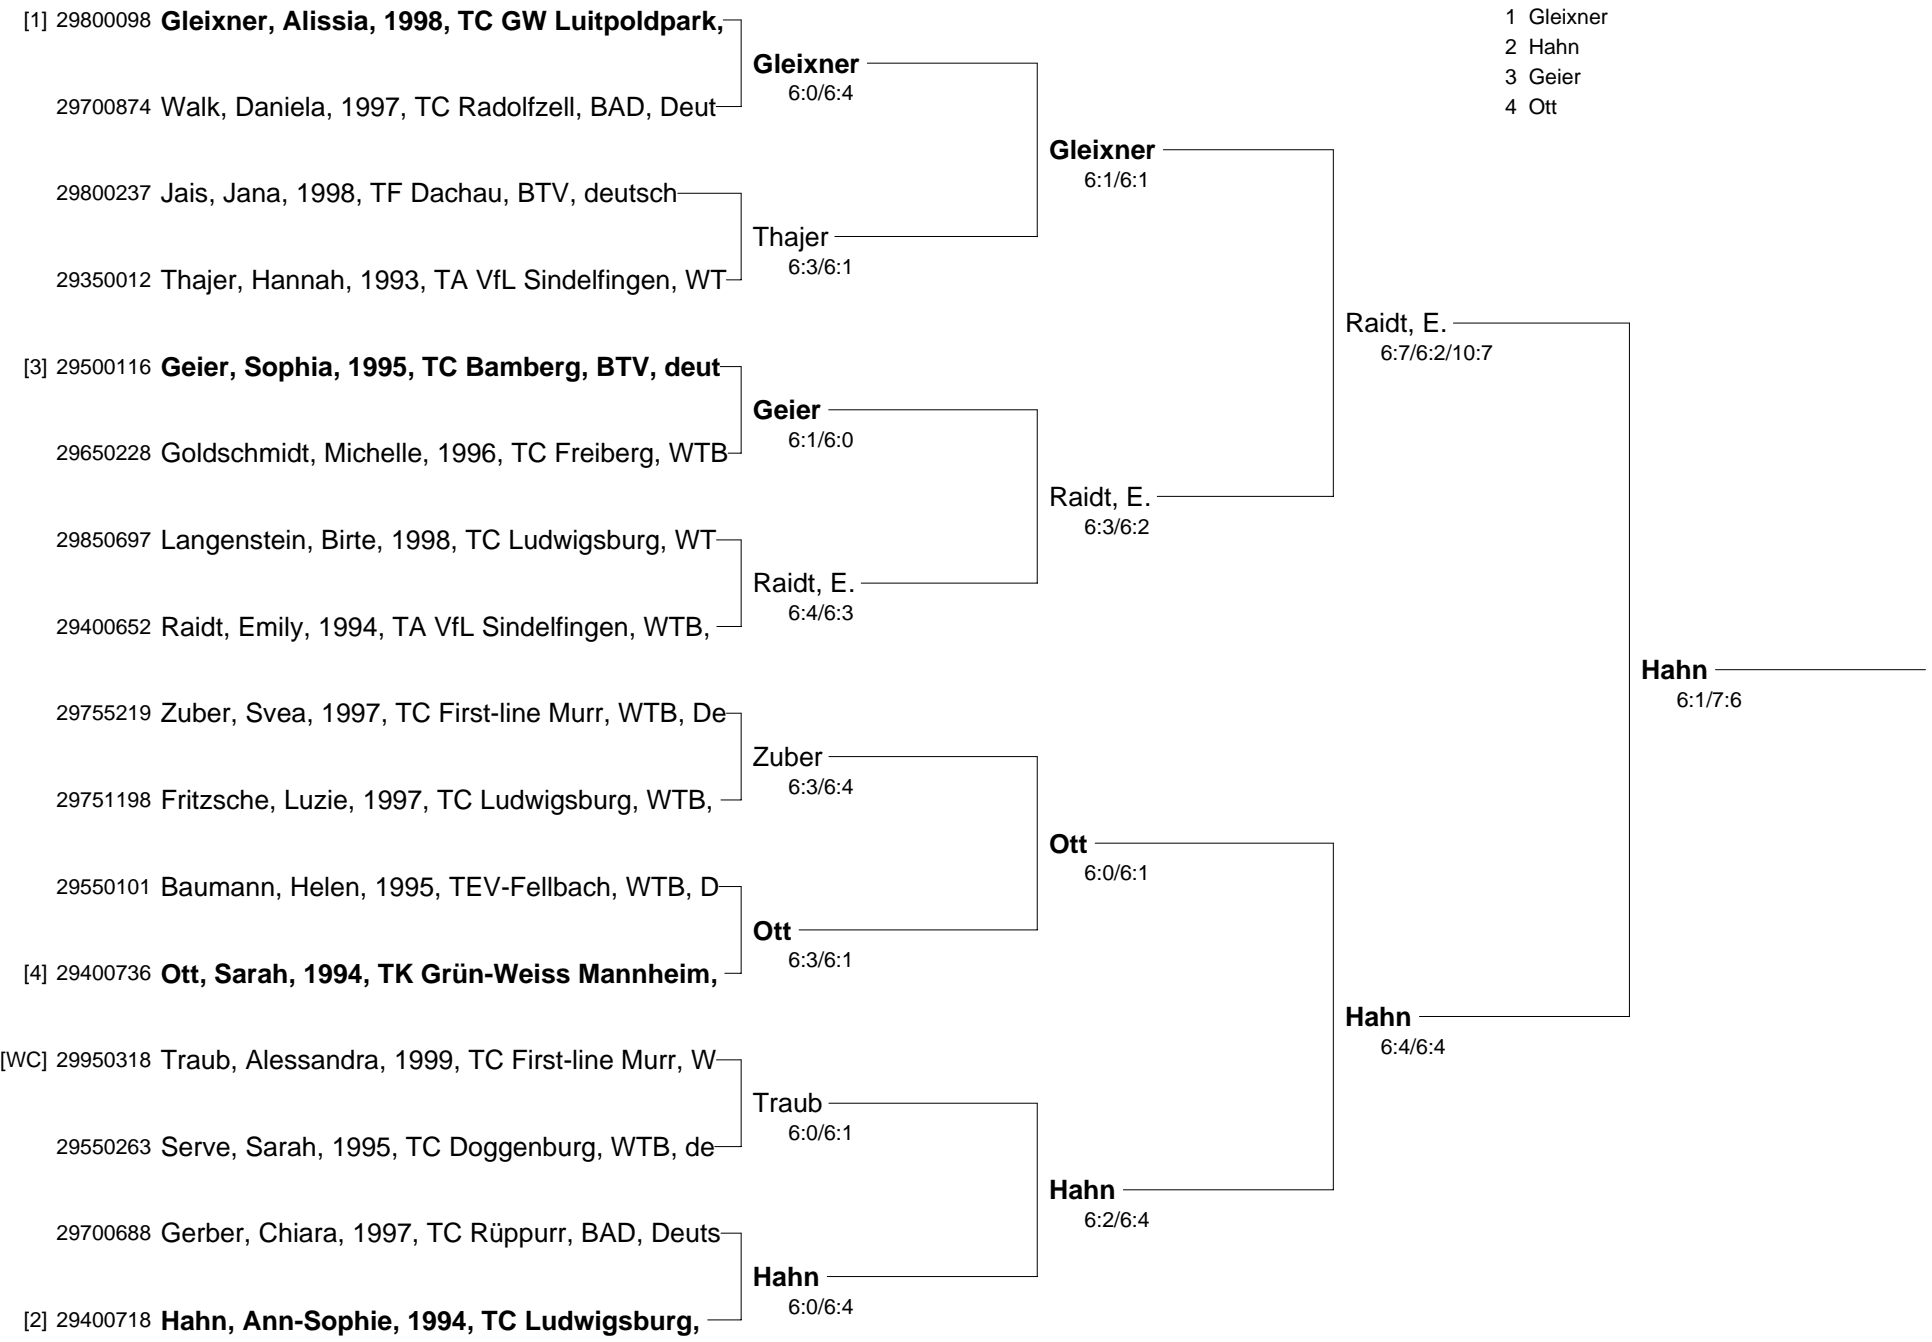 [1] 29800098 Gleixner, Alissia, 1998, TC GW Luitpoldpark,
1 Gleixner
2 Hahn
3 Geier
4 Ott
Gleixner
6:0/6:4
29700874 Walk, Daniela, 1997, TC Radolfzell, BAD, Deut
Gleixner
6:1/6:1
29800237 Jais, Jana, 1998, TF Dachau, BTV, deutsch
Thajer
6:3/6:1
29350012 Thajer, Hannah, 1993, TA VfL Sindelfingen, WT
Raidt, E.
6:7/6:2/10:7
[3] 29500116 Geier, Sophia, 1995, TC Bamberg, BTV, deut
Geier
6:1/6:0
29650228 Goldschmidt, Michelle, 1996, TC Freiberg, WTB
Raidt, E.
6:3/6:2
29850697 Langenstein, Birte, 1998, TC Ludwigsburg, WT
Raidt, E.
6:4/6:3
29400652 Raidt, Emily, 1994, TA VfL Sindelfingen, WTB,
Hahn
6:1/7:6
29755219 Zuber, Svea, 1997, TC First-line Murr, WTB, De
Zuber
6:3/6:4
29751198 Fritzsche, Luzie, 1997, TC Ludwigsburg, WTB,
Ott
6:0/6:1
29550101 Baumann, Helen, 1995, TEV-Fellbach, WTB, D
Ott
6:3/6:1
[4] 29400736 Ott, Sarah, 1994, TK Grün-Weiss Mannheim,
Hahn
6:4/6:4
[WC] 29950318 Traub, Alessandra, 1999, TC First-line Murr, W
Traub
6:0/6:1
29550263 Serve, Sarah, 1995, TC Doggenburg, WTB, de
Hahn
6:2/6:4
29700688 Gerber, Chiara, 1997, TC Rüppurr, BAD, Deuts
Hahn
6:0/6:4
[2] 29400718 Hahn, Ann-Sophie, 1994, TC Ludwigsburg,